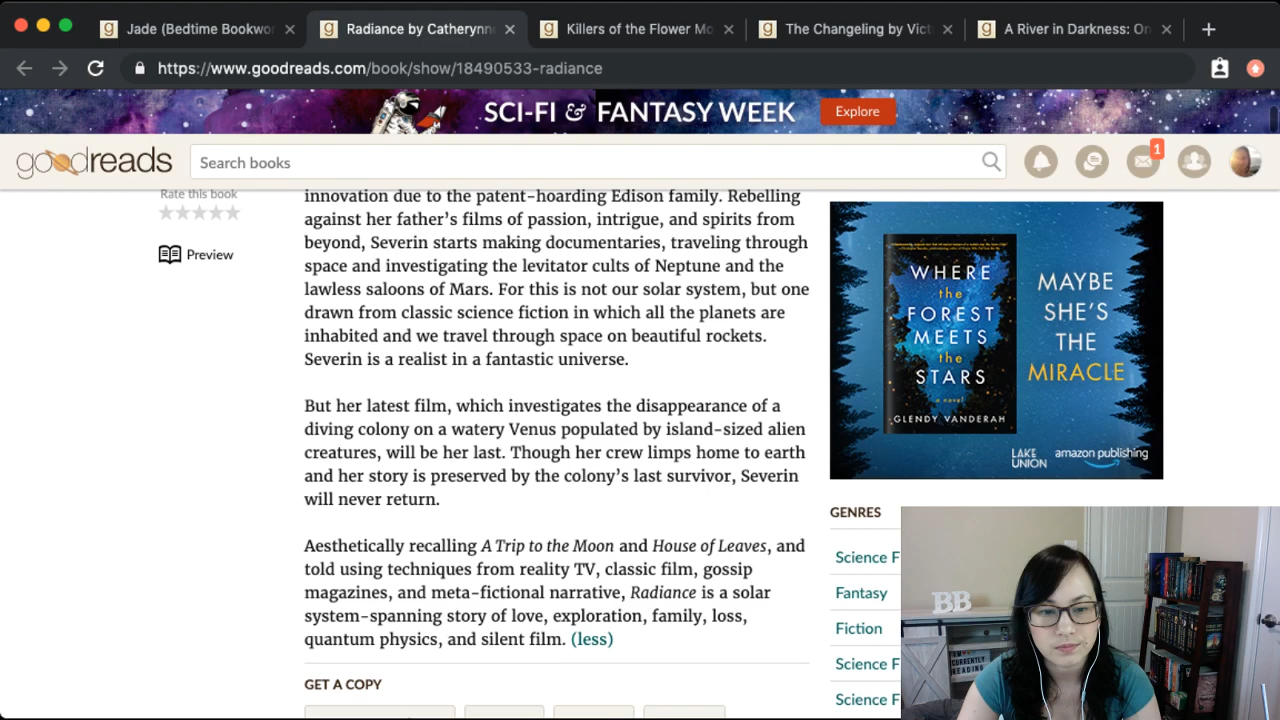 Jade (Bedtime Bookwor
Radiance by Catherynne
Killers of the Flower Mo
The Changeling by Vict
A River in Darkness: On
https://www.goodreads.com/book/show/18490533-radiance
SCI-FI & FANTASY WEEK
Explore
goodreads
Search books
1
Rate this book
Preview
innovation due to the patent-hoarding Edison family. Rebelling
against her father’s films of passion, intrigue, and spirits from
beyond, Severin starts making documentaries, traveling through
space and investigating the levitator cults of Neptune and the
lawless saloons of Mars. For this is not our solar system, but one
drawn from classic science fiction in which all the planets are
inhabited and we travel through space on beautiful rockets.
Severin is a realist in a fantastic universe.
But her latest film, which investigates the disappearance of a
diving colony on a watery Venus populated by island-sized alien
creatures, will be her last. Though her crew limps home to earth
and her story is preserved by the colony’s last survivor, Severin
will never return.
Aesthetically recalling A Trip to the Moon and House of Leaves, and
told using techniques from reality TV, classic film, gossip
magazines, and meta-fictional narrative, Radiance is a solar
system-spanning story of love, exploration, family, loss,
quantum physics, and silent film. (less)
GET A COPY
WHERE
the
FOREST
MEETS
the
STARS
a novel
GLENDY VANDERAH
MAYBE
SHE’S
THE
MIRACLE
LAKE
UNION
amazon publishing
GENRES
Science F
Fantasy
Fiction
Science F
Science F
BB
CURRENTLY
READING